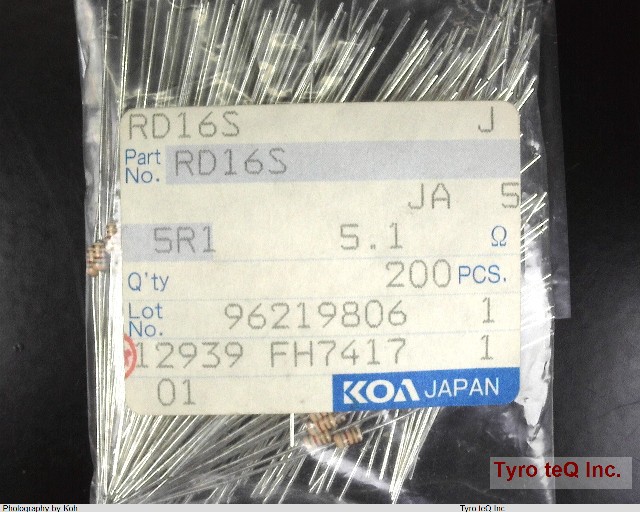 RD16S J
Part No. RD16S
JA 5
5R1 5.1 Ω
Q'ty 200 PCS.
Lot No. 96219806 1
12939 FH7417 1
01 KOA JAPAN
Tyro teQ Inc.
Photography by Koh Tyro teQ Inc